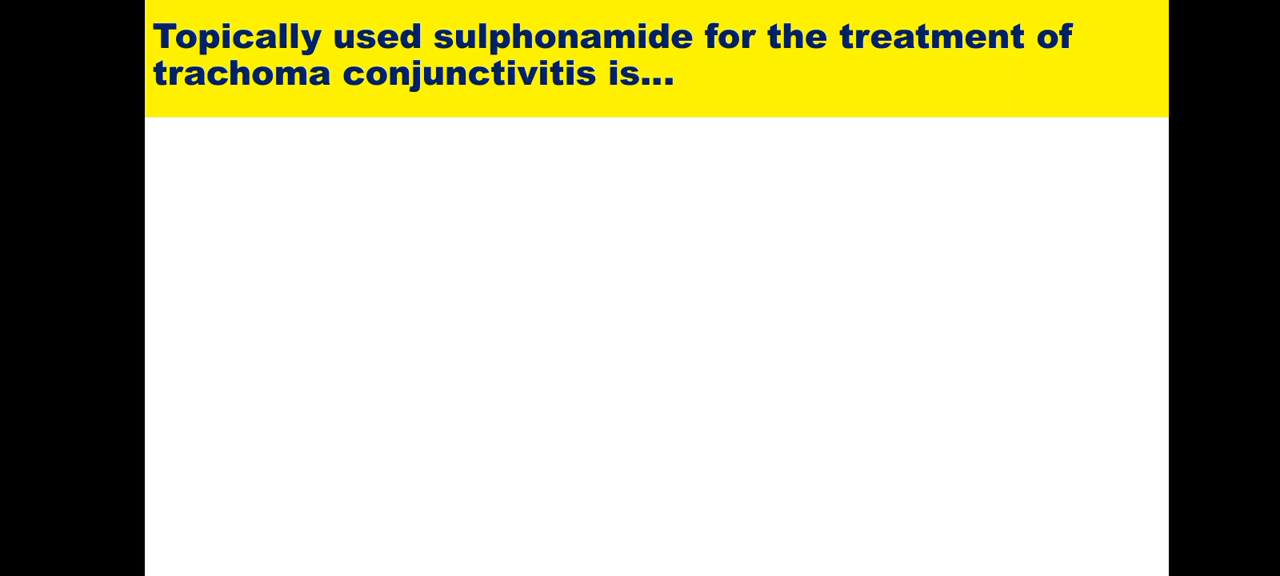 Topically used sulphonamide for the treatment of
trachoma conjunctivitis is...